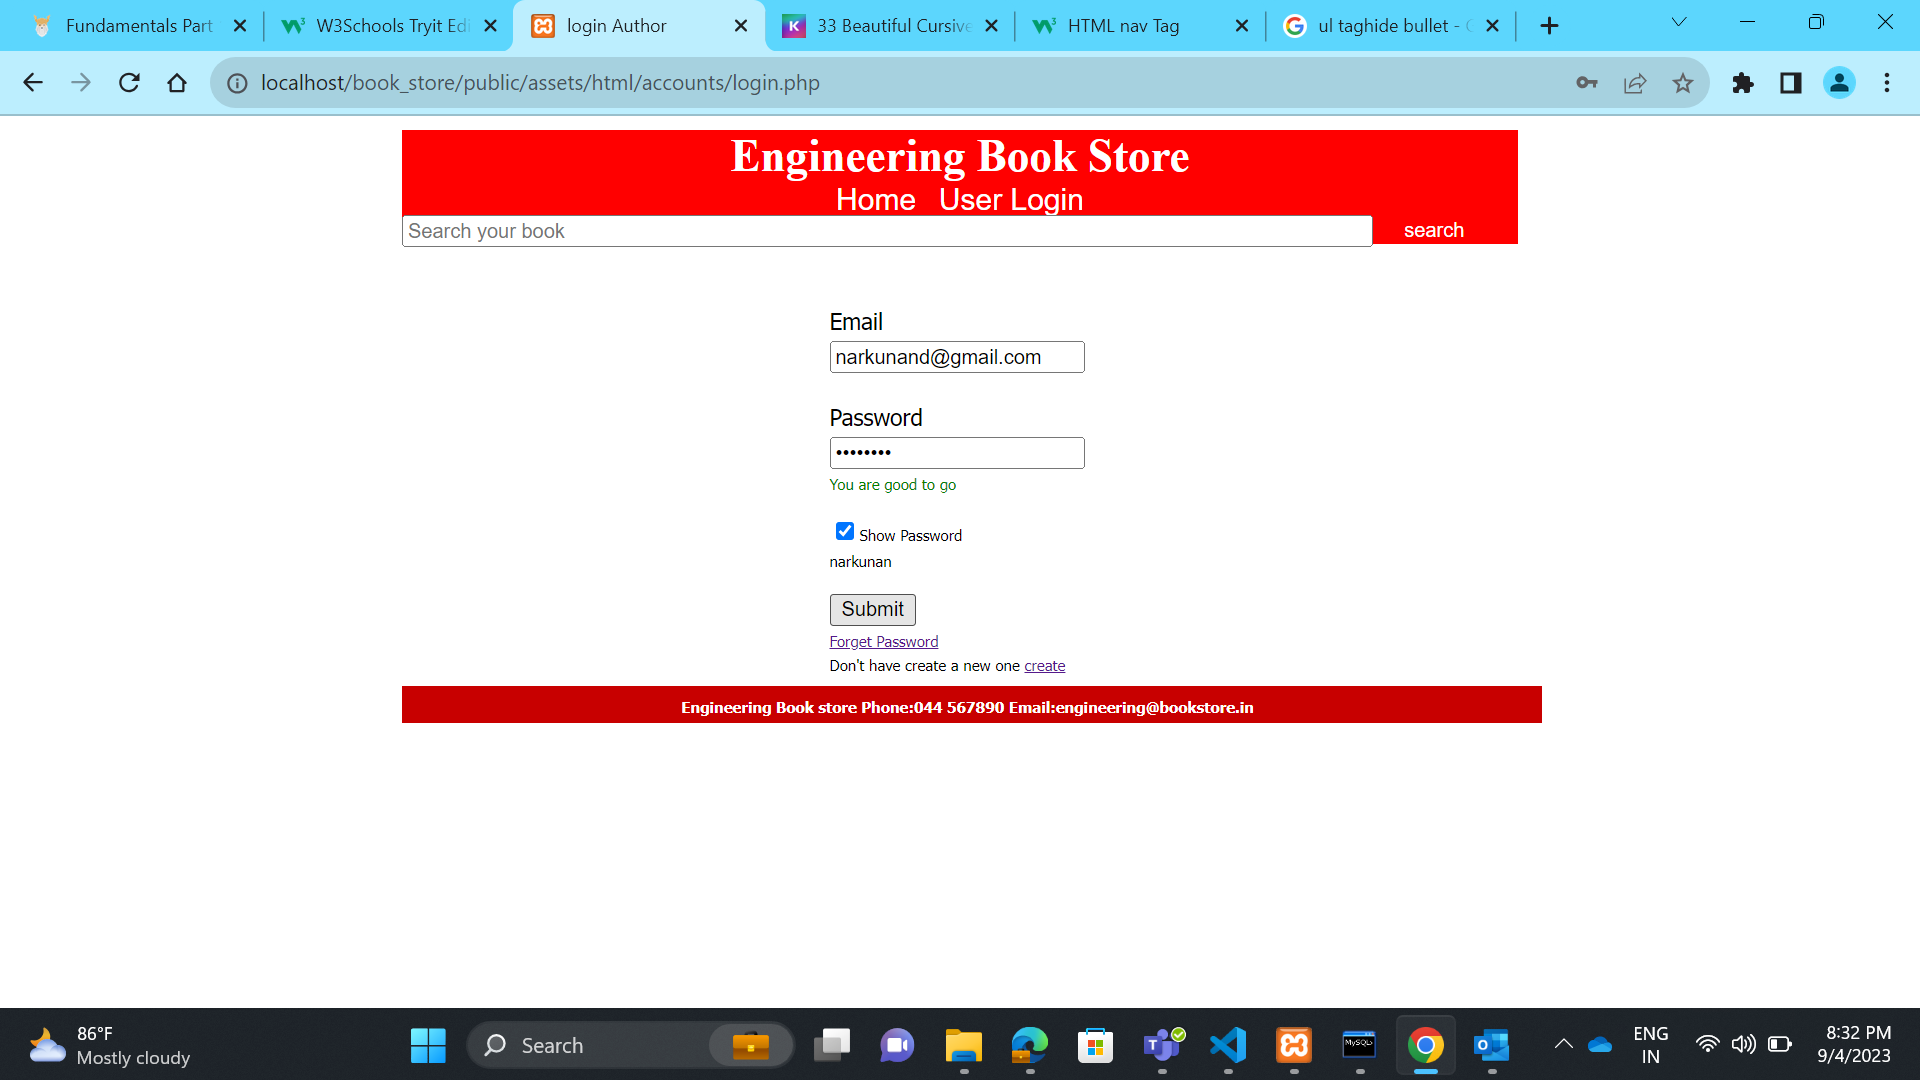 Fundamentals Part
W3Schools Tryit Edi
login Author
33 Beautiful Cursive
HTML nav Tag
ul taghide bullet -
localhost/book_store/public/assets/html/accounts/login.php
Engineering Book Store
Home User Login
Search your book
search
Email
narkunand@gmail.com
Password
••••••••
You are good to go
Show Password
narkunan
Submit
Forget Password
Don't have create a new one create
Engineering Book store Phone:044 567890 Email:engineering@bookstore.in
86°F
Mostly cloudy
Search
MySQL>
ENG
IN
8:32 PM
9/4/2023